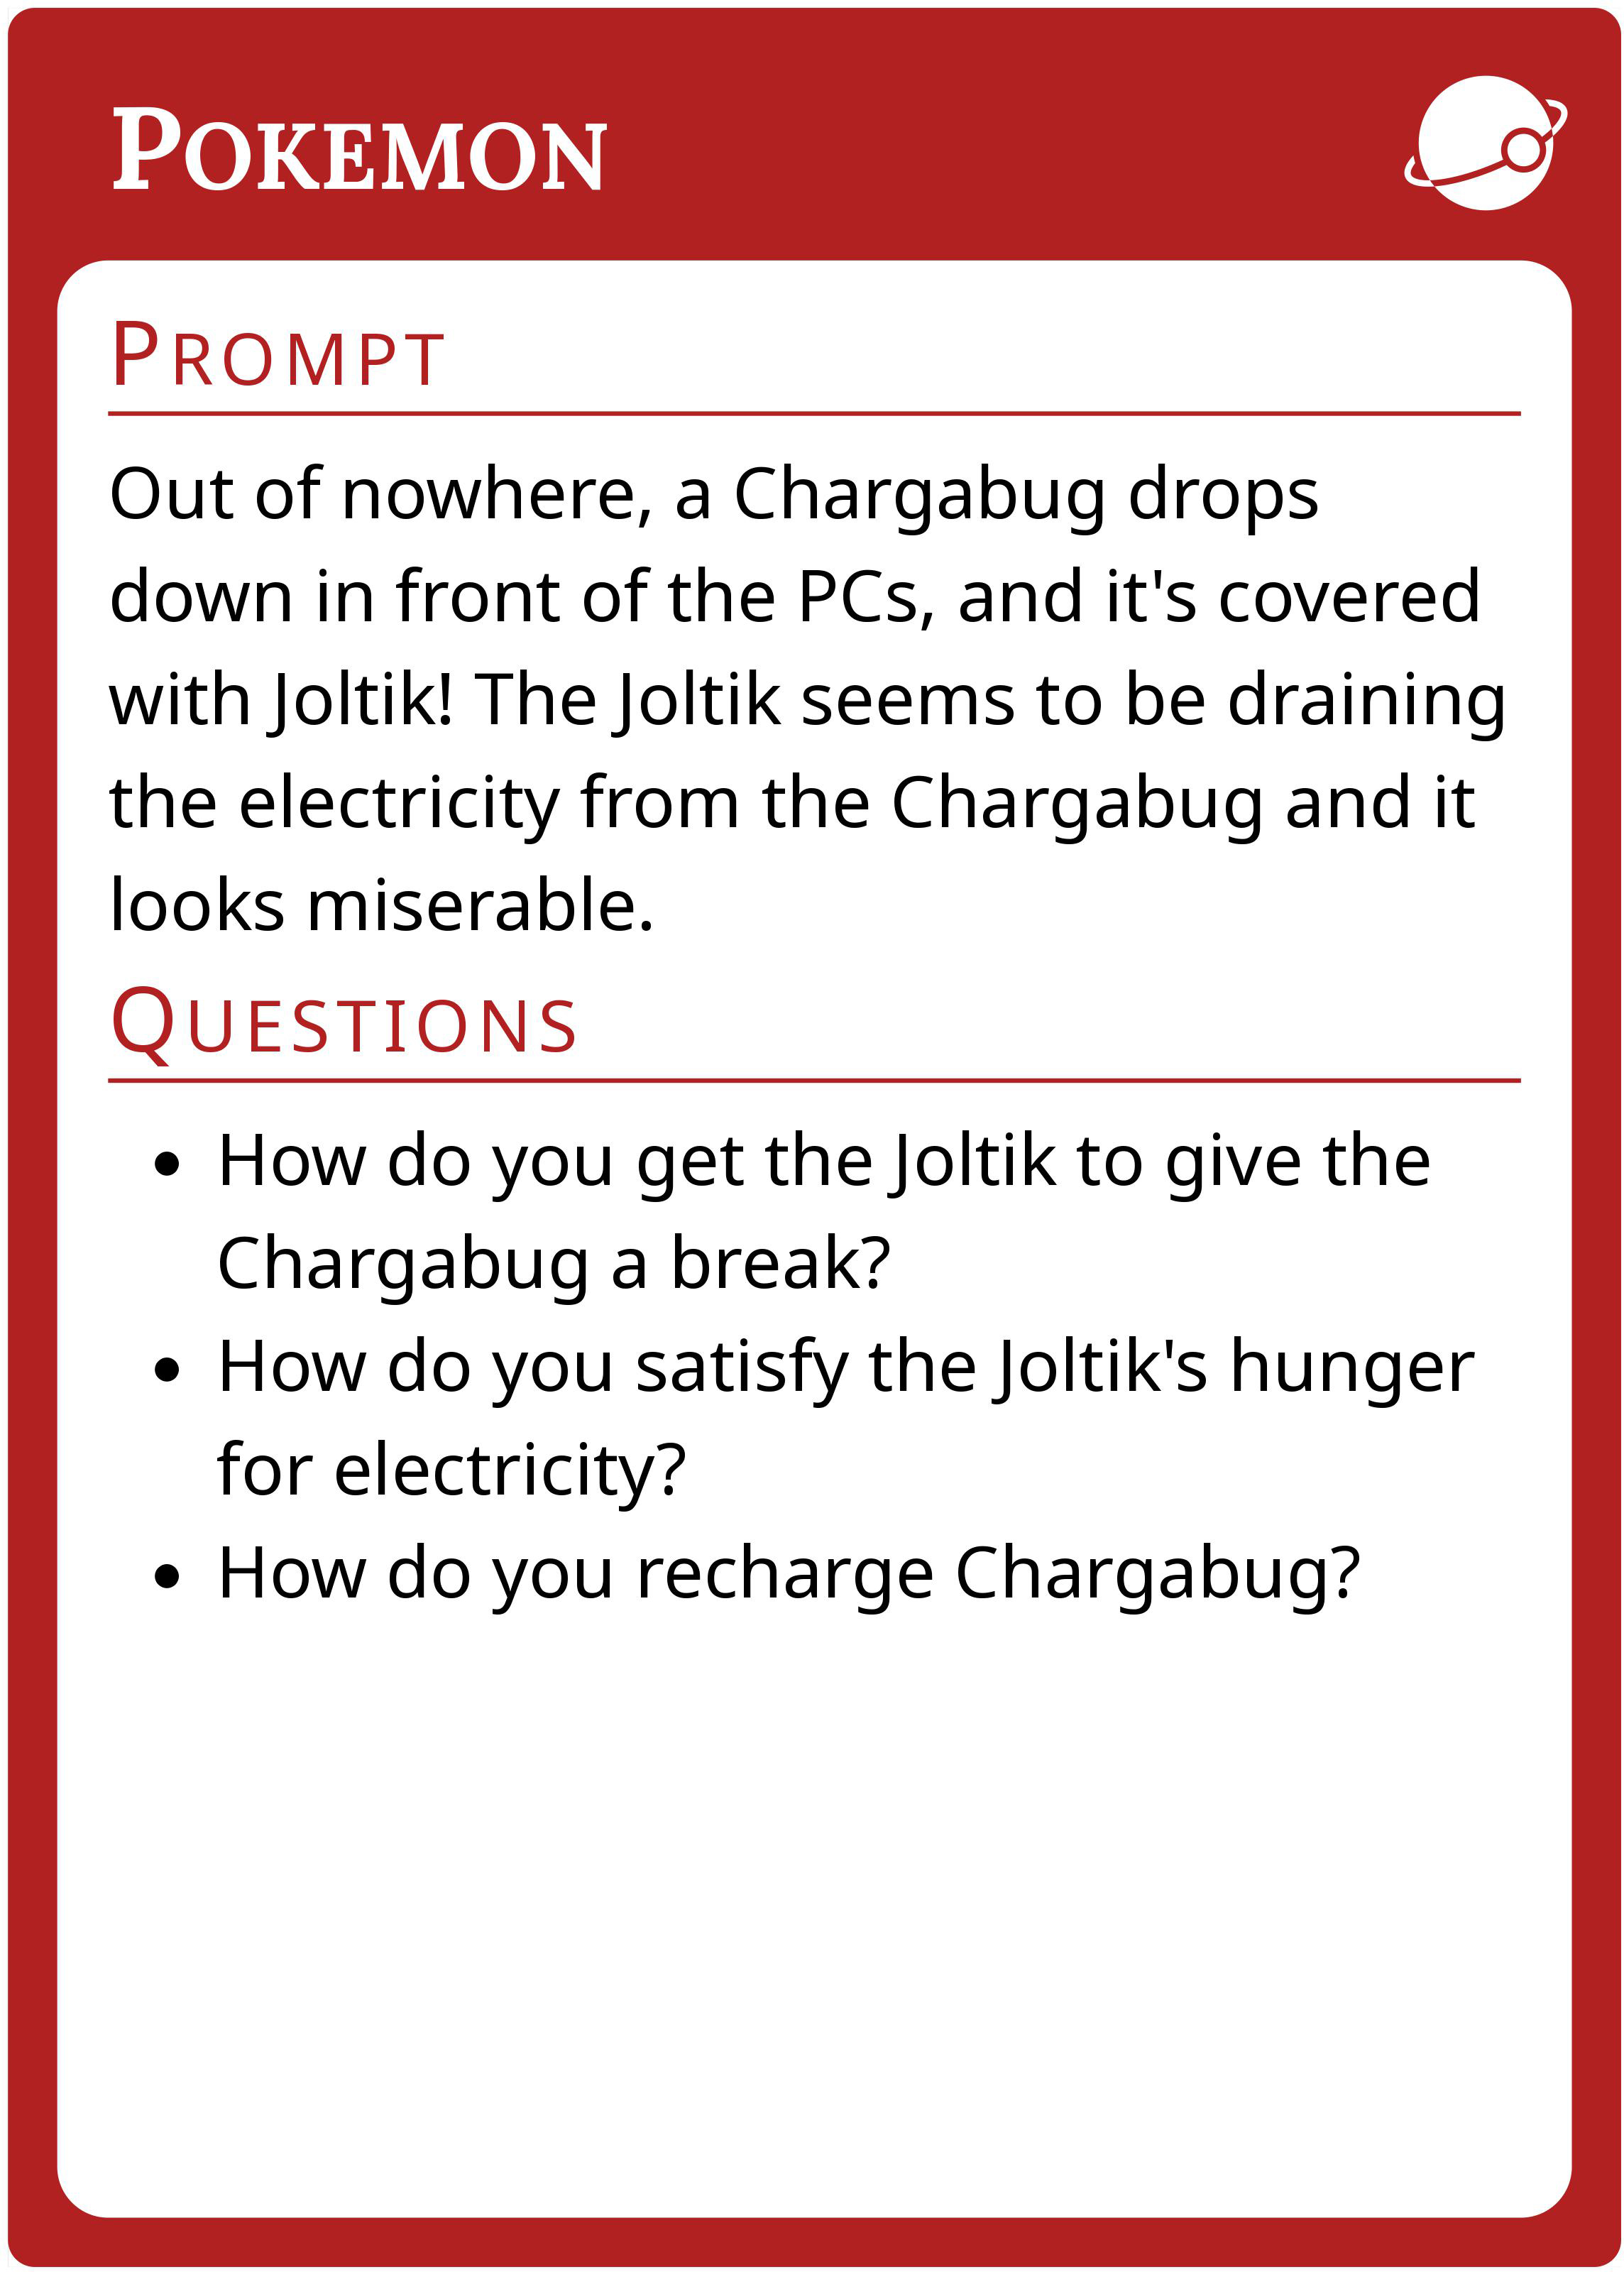 POKEMON
PROMPT
Out of nowhere, a Chargabug drops
down in front of the PCs, and it's covered
with Joltik! The Joltik seems to be draining
the electricity from the Chargabug and it
looks miserable.
QUESTIONS
• How do you get the Joltik to give the
Chargabug a break?
• How do you satisfy the Joltik's hunger
for electricity?
• How do you recharge Chargabug?